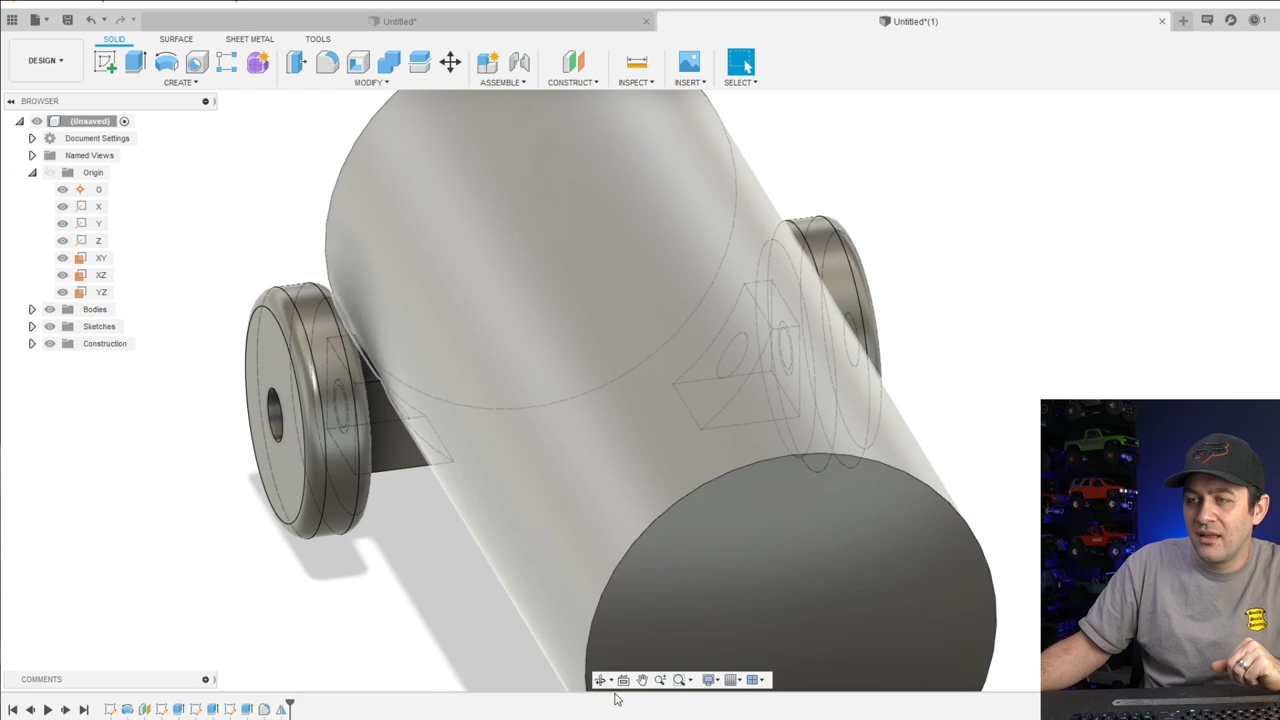 Untitled*
Untitled*(1)
1
DESIGN
SOLID
SURFACE
SHEET METAL
TOOLS
CREATE
MODIFY
ASSEMBLE
CONSTRUCT
INSPECT
INSERT
SELECT
BROWSER
(Unsaved)
Document Settings
Named Views
Origin
O
X
Y
Z
XY
XZ
YZ
Bodies
Sketches
Construction
COMMENTS